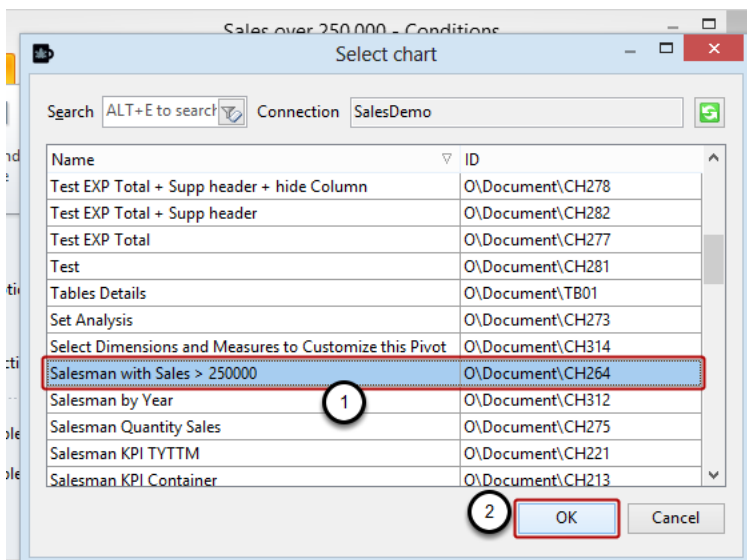 Sales over 250 000 - Conditions
Select chart
Search ALT+E to search Connection SalesDemo
Name ID
Test EXP Total + Supp header + hide Column O\Document\CH278
Test EXP Total + Supp header O\Document\CH282
Test EXP Total O\Document\CH277
Test O\Document\CH281
Tables Details O\Document\TB01
Set Analysis O\Document\CH273
Select Dimensions and Measures to Customize this Pivot O\Document\CH314
Salesman with Sales > 250000 O\Document\CH264
1
Salesman by Year O\Document\CH312
Salesman Quantity Sales O\Document\CH275
Salesman KPI TYTTM O\Document\CH221
Salesman KPI Container O\Document\CH213
2
OK Cancel